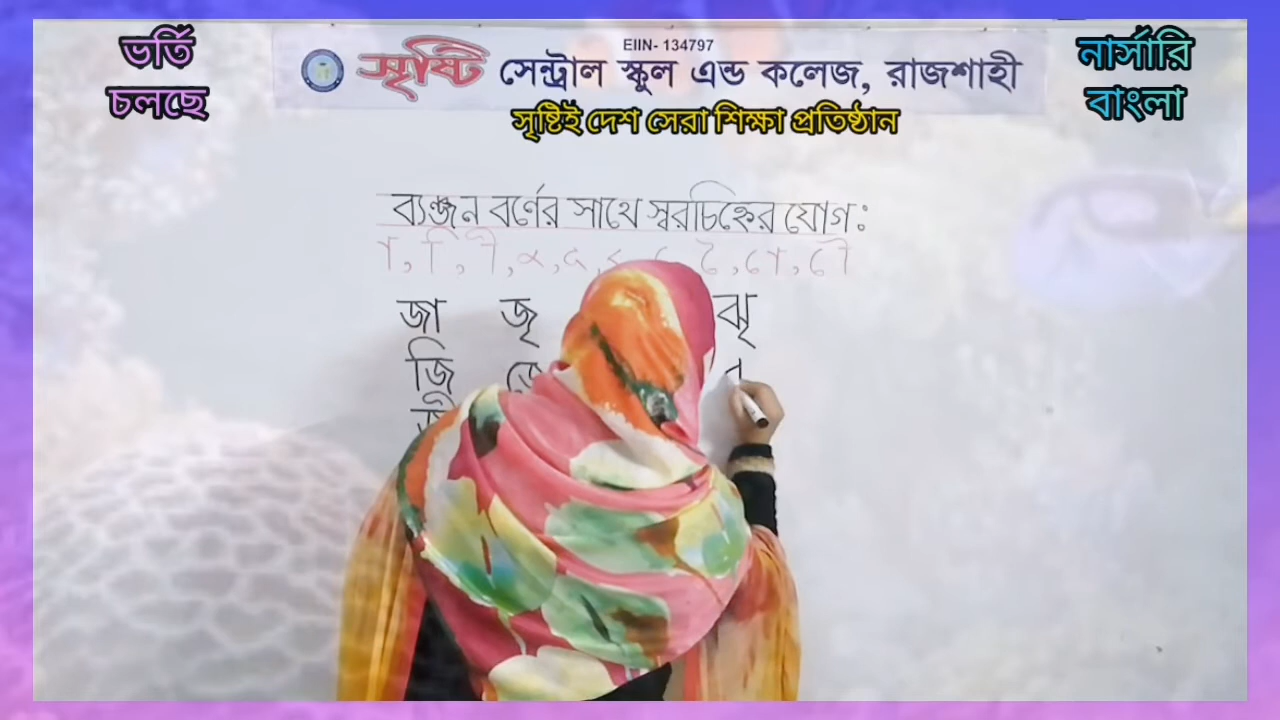 ভর্তি
চলছে
EIIN- 134797
সৃষ্টি সেন্ট্রাল স্কুল এন্ড কলেজ, রাজশাহী
সৃষ্টিই দেশ সেরা শিক্ষা প্রতিষ্ঠান
নার্সারি
বাংলা
ব্যঞ্জন বর্ণের সাথে স্বরচিহ্নের যোগ:
া, ি, ী, ু, ূ, ৈ, ো, ৌ
জা জৃ ঝৃ
জি